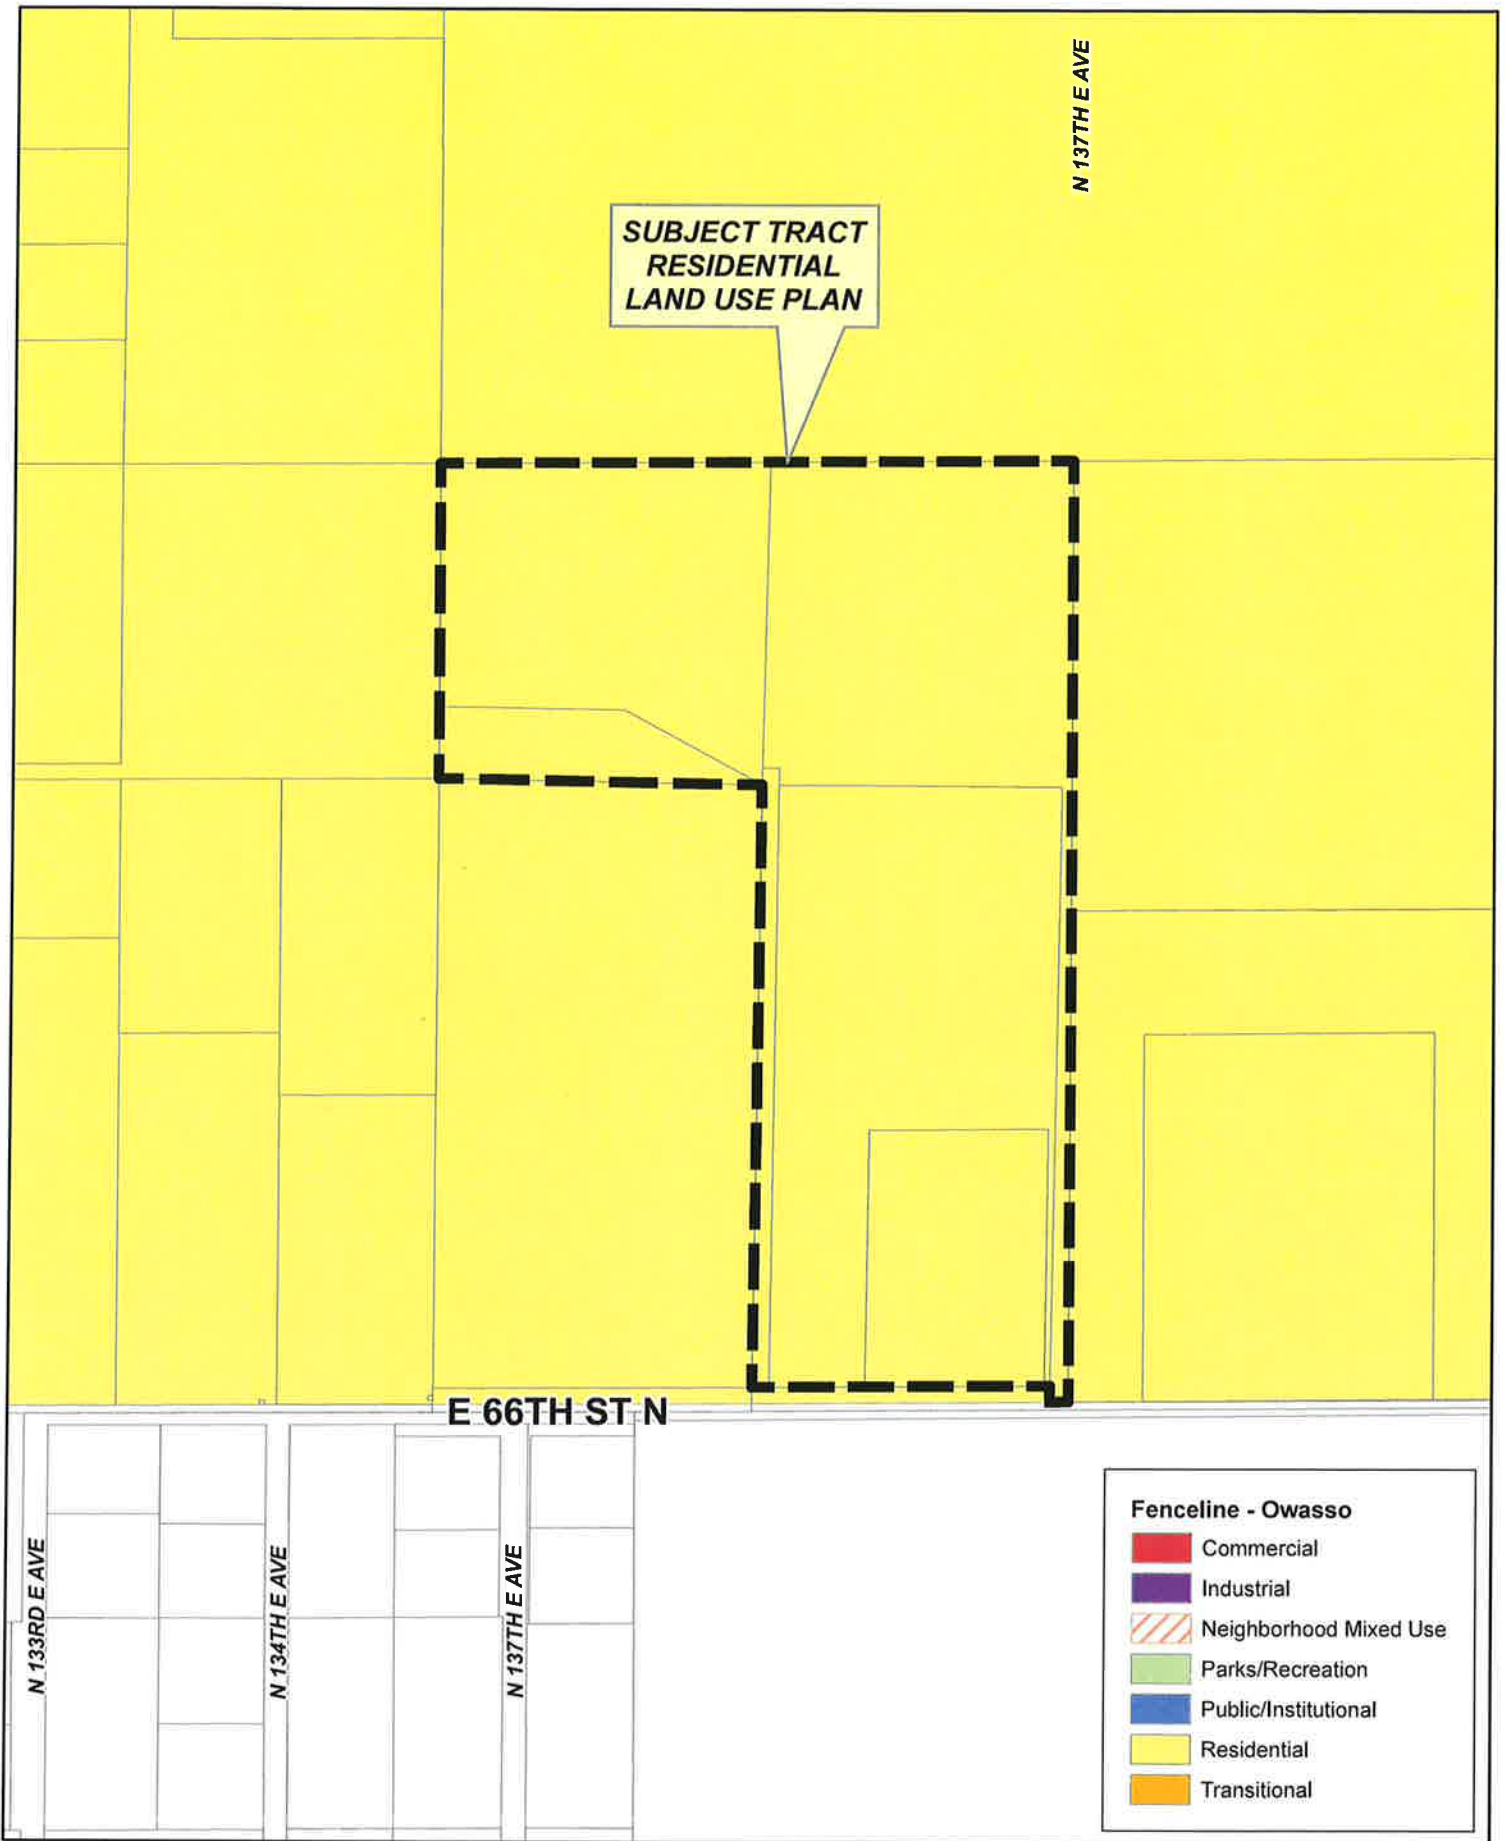 N 137TH E AVE
SUBJECT TRACT
RESIDENTIAL
LAND USE PLAN
E 66TH ST N
N 133RD E AVE
N 134TH E AVE
N 137TH E AVE
Fenceline - Owasso
Commercial
Industrial
Neighborhood Mixed Use
Parks/Recreation
Public/Institutional
Residential
Transitional